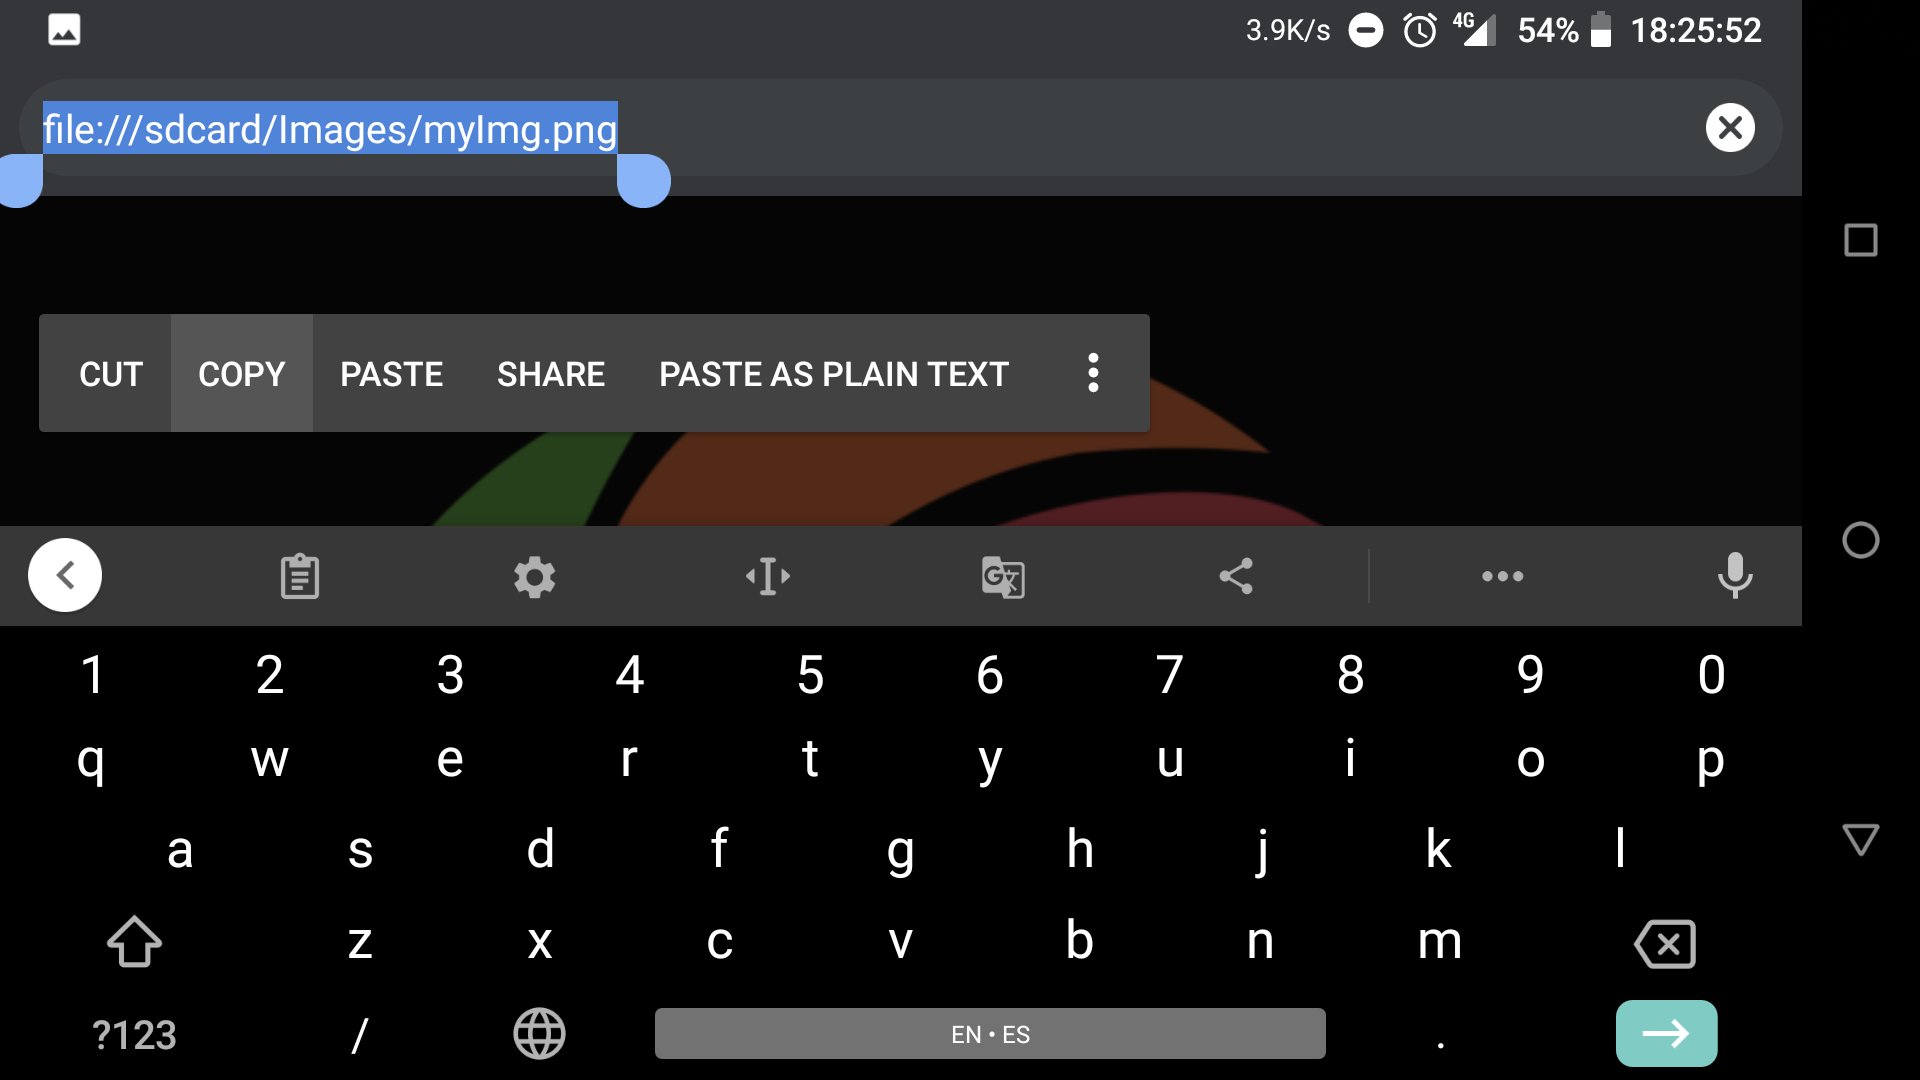 3.9K/s 4G 54% 18:25:52
file:///sdcard/Images/myImg.png
CUT COPY PASTE SHARE PASTE AS PLAIN TEXT
1 2 3 4 5 6 7 8 9 0
q w e r t y u i o p
a s d f g h j k l
z x c v b n m
?123 / EN • ES .